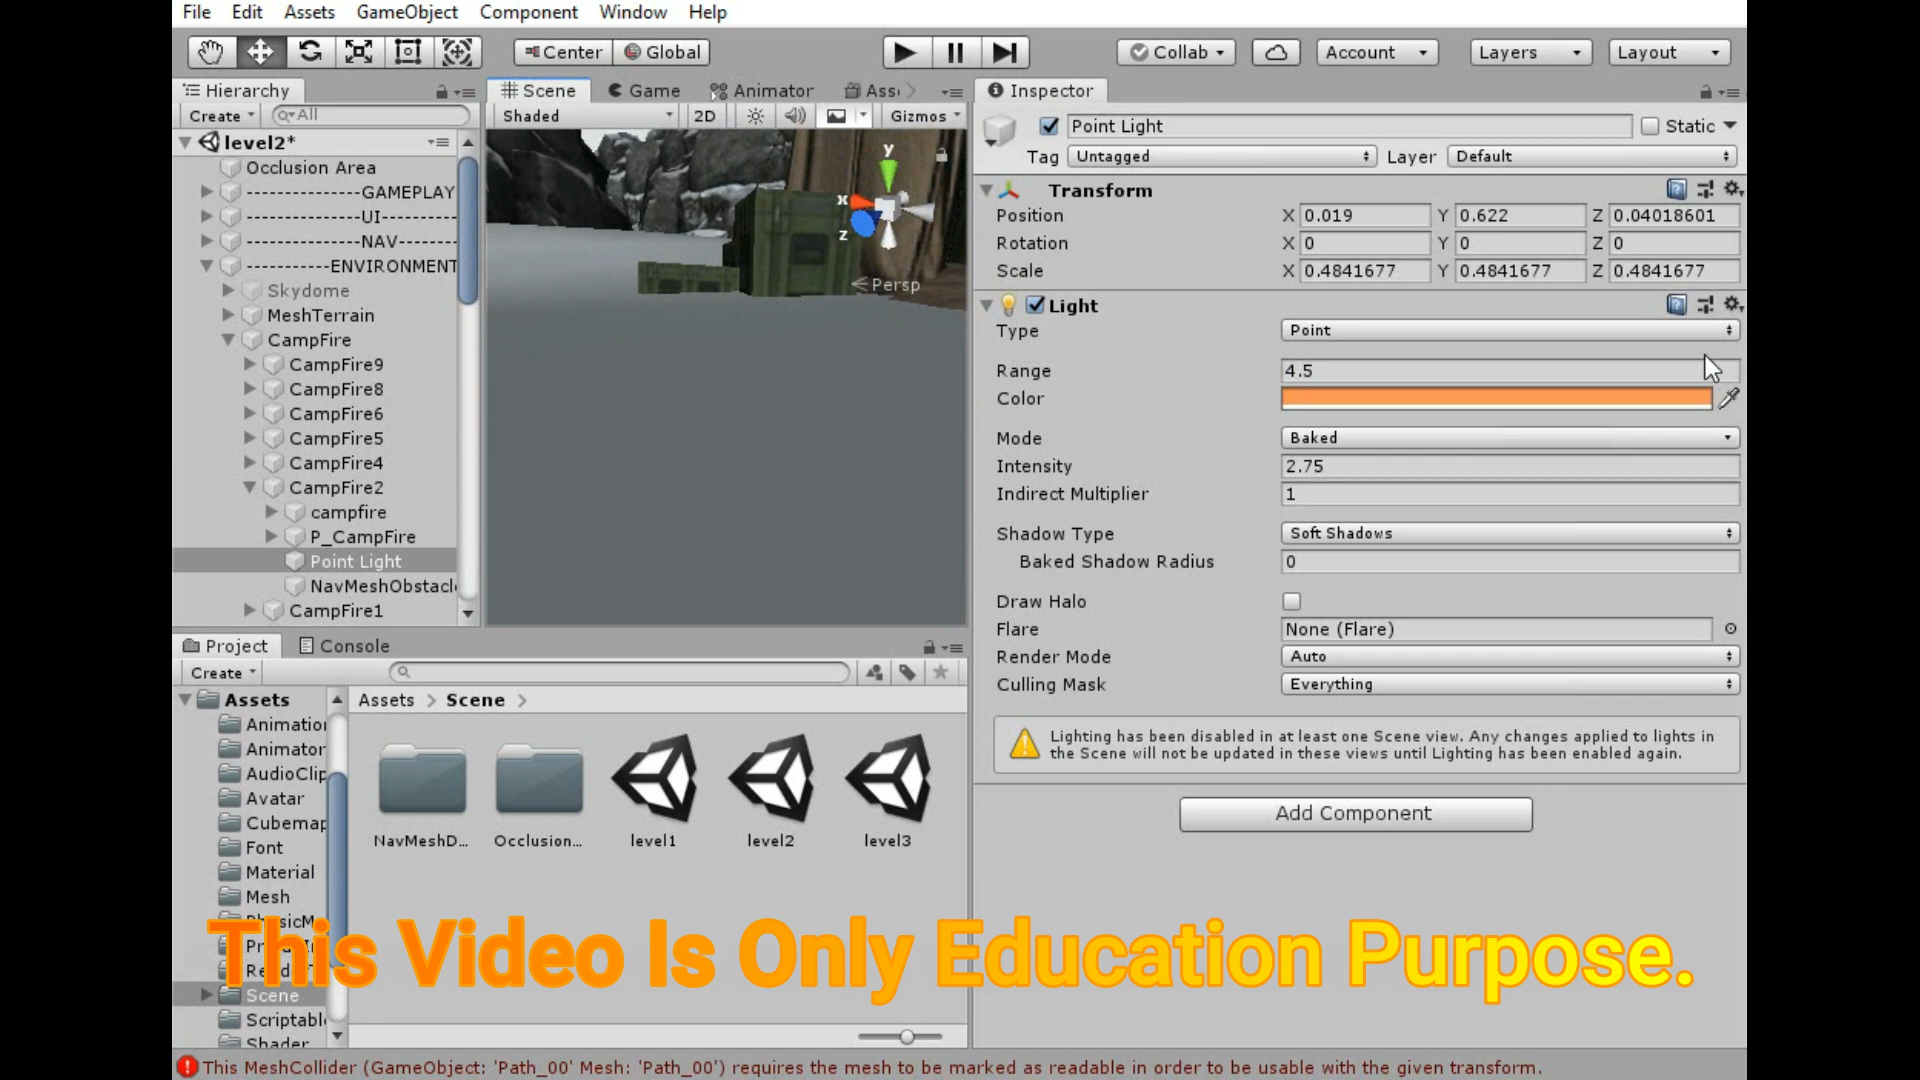 File Edit Assets GameObject Component Window Help
Center Global Collab Account Layers Layout
Hierarchy
Create All
level2*
Occlusion Area
--------------GAMEPLAY
--------------UI---------
--------------NAV-------
----------ENVIRONMENT
Skydome
MeshTerrain
CampFire
CampFire9
CampFire8
CampFire6
CampFire5
CampFire4
CampFire2
campfire
P_CampFire
Point Light
NavMeshObstacl
CampFire1
Scene Game Animator Ass
Shaded 2D Gizmos
y
x
z
Persp
Inspector
Point Light Static
Tag Untagged Layer Default
Transform
Position X 0.019 Y 0.622 Z 0.04018601
Rotation X 0 Y 0 Z 0
Scale X 0.4841677 Y 0.4841677 Z 0.4841677
Light
Type Point
Range 4.5
Color
Mode Baked
Intensity 2.75
Indirect Multiplier 1
Shadow Type Soft Shadows
Baked Shadow Radius 0
Draw Halo
Flare None (Flare)
Render Mode Auto
Culling Mask Everything
Lighting has been disabled in at least one Scene view. Any changes applied to lights in
the Scene will not be updated in these views until Lighting has been enabled again.
Add Component
Project Console
Create
Assets
Animation
Animator
AudioClip
Avatar
Cubemap
Font
Material
Mesh
PhysicM
Scene
Scriptabl
Shader
Assets > Scene >
NavMeshD... Occlusion... level1 level2 level3
This Video Is Only Education Purpose.
This MeshCollider (GameObject: 'Path_00' Mesh: 'Path_00') requires the mesh to be marked as readable in order to be usable with the given transform.